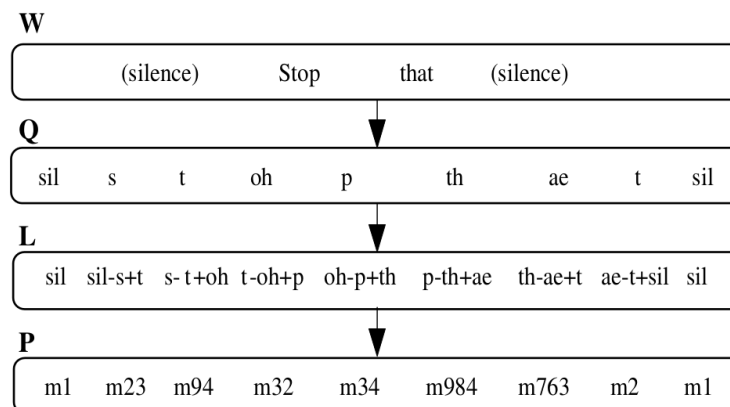 W
(silence) Stop that (silence)
Q
sil s t oh p th ae t sil
L
sil sil-s+t s-t+oh t-oh+p oh-p+th p-th+ae th-ae+t ae-t+sil sil
P
m1 m23 m94 m32 m34 m984 m763 m2 m1